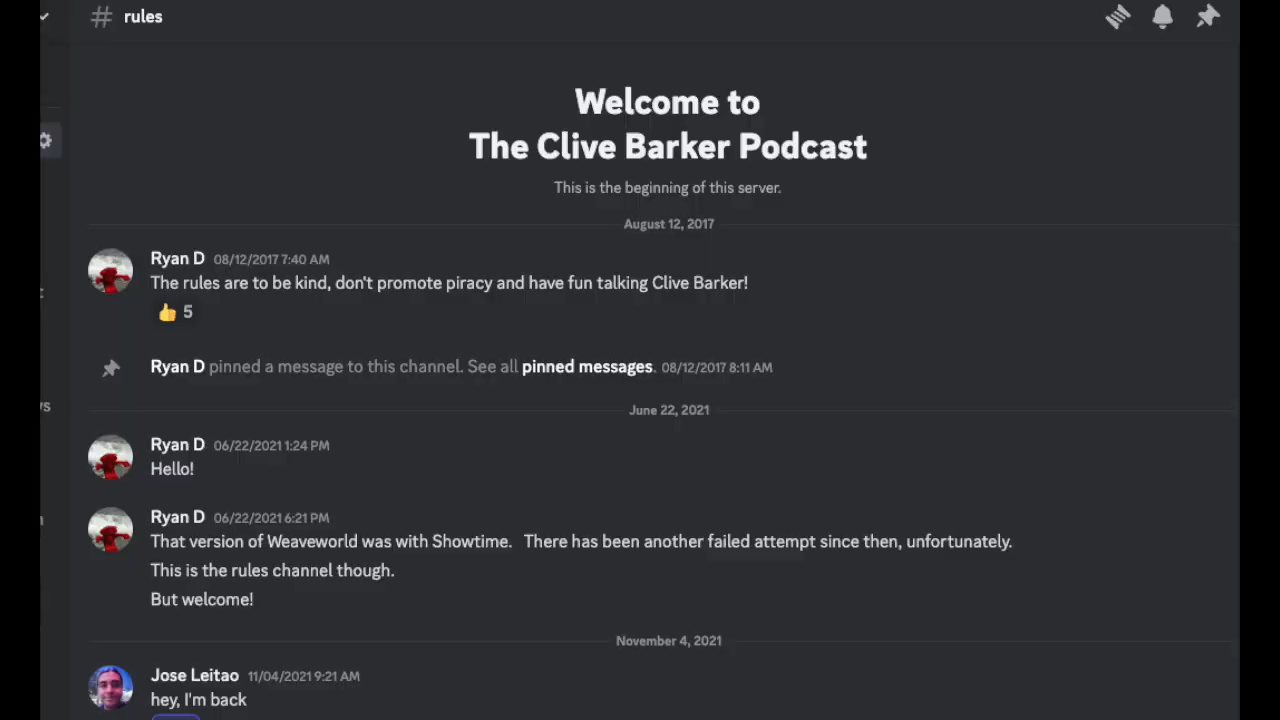 # rules
Welcome to
The Clive Barker Podcast
This is the beginning of this server.
August 12, 2017
Ryan D 08/12/2017 7:40 AM
The rules are to be kind, don't promote piracy and have fun talking Clive Barker!
👍 5
Ryan D pinned a message to this channel. See all pinned messages. 08/12/2017 8:11 AM
June 22, 2021
Ryan D 06/22/2021 1:24 PM
Hello!
Ryan D 06/22/2021 6:21 PM
That version of Weaveworld was with Showtime. There has been another failed attempt since then, unfortunately.
This is the rules channel though.
But welcome!
November 4, 2021
Jose Leitao 11/04/2021 9:21 AM
hey, I'm back